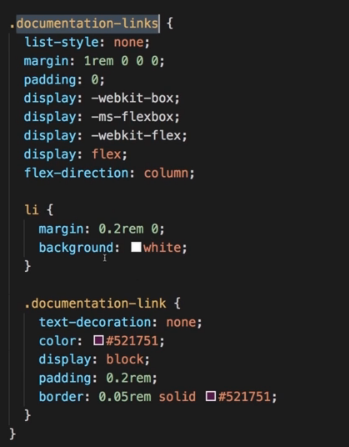 .documentation-links {
list-style: none;
margin: 1rem 0 0 0;
padding: 0;
display: -webkit-box;
display: -ms-flexbox;
display: -webkit-flex;
display: flex;
flex-direction: column;
li {
margin: 0.2rem 0;
background: white;
}
.documentation-link {
text-decoration: none;
color: #521751;
display: block;
padding: 0.2rem;
border: 0.05rem solid #521751;
}
}